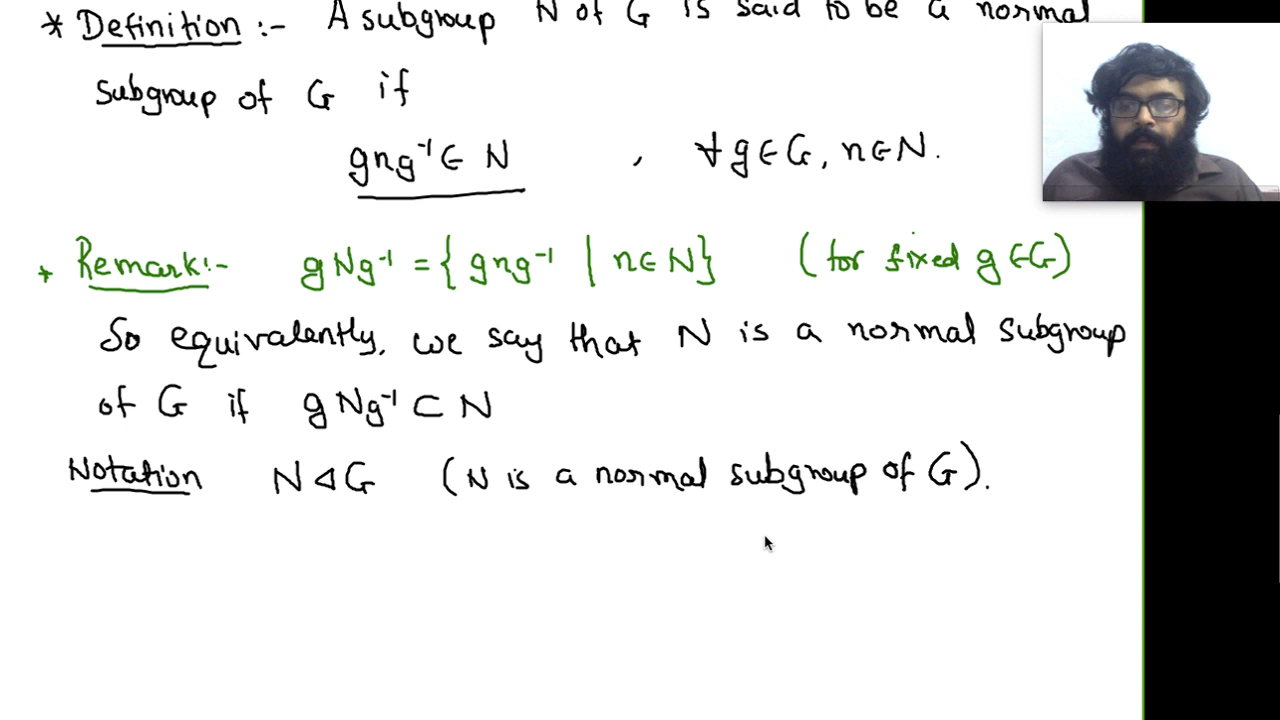 * Definition :- A subgroup N of G is said to be a normal
subgroup of G if
gng⁻¹ ∈ N , ∀ g ∈ G, n ∈ N.
* Remark:- gNg⁻¹ = { gng⁻¹ | n ∈ N} (for fixed g ∈ G)
So equivalently, we say that N is a normal subgroup
of G if gNg⁻¹ ⊂ N
Notation N ⊲ G (N is a normal subgroup of G).